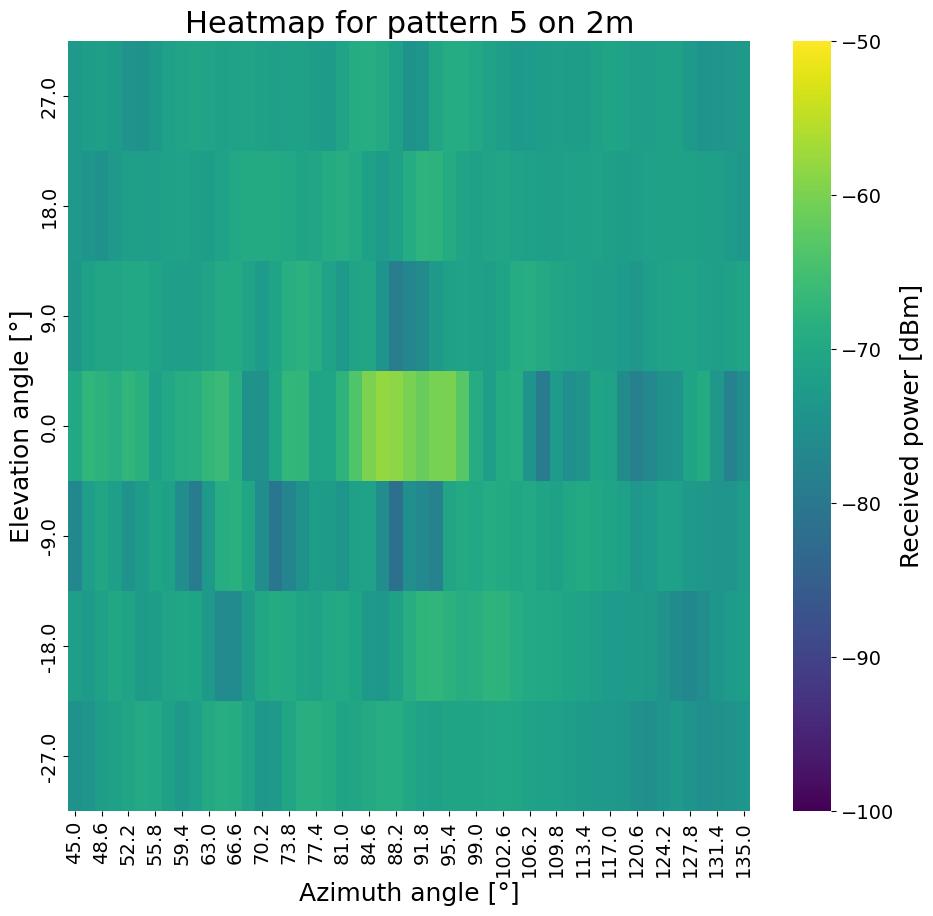 Heatmap for pattern 5 on 2m
Elevation angle [°]
27.0
18.0
9.0
0.0
-9.0
-18.0
-27.0
45.0 48.6 52.2 55.8 59.4 63.0 66.6 70.2 73.8 77.4 81.0 84.6 88.2 91.8 95.4 99.0 102.6 106.2 109.8 113.4 117.0 120.6 124.2 127.8 131.4 135.0
Azimuth angle [°]
−50
−60
−70
−80
−90
−100
Received power [dBm]